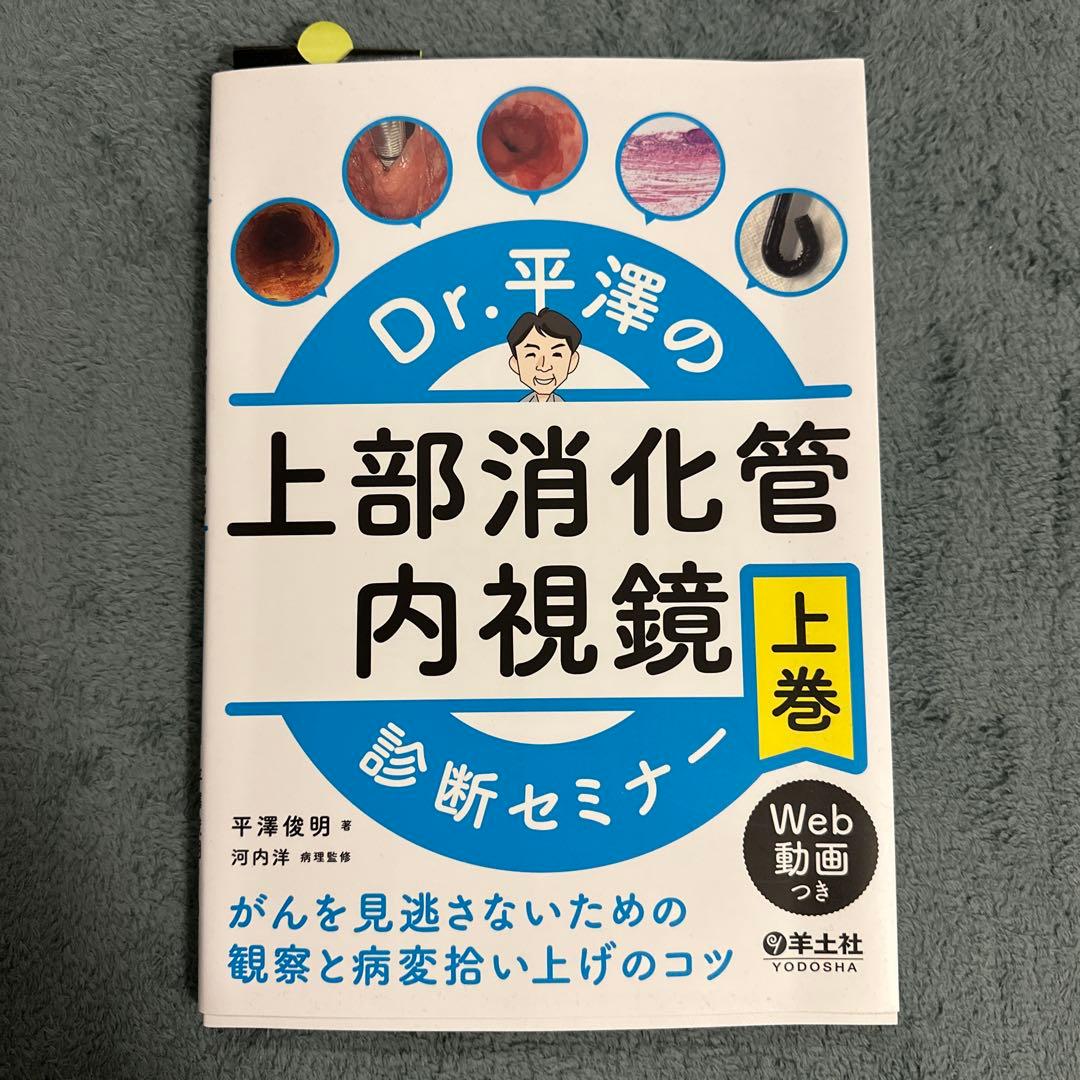 Dr.平澤の
上部消化管
内視鏡
上巻
診断セミナー
平澤俊明 著
河内洋 病理監修
Web
動画
つき
がんを見逃さないための
観察と病変拾い上げのコツ
羊土社
YODOSHA